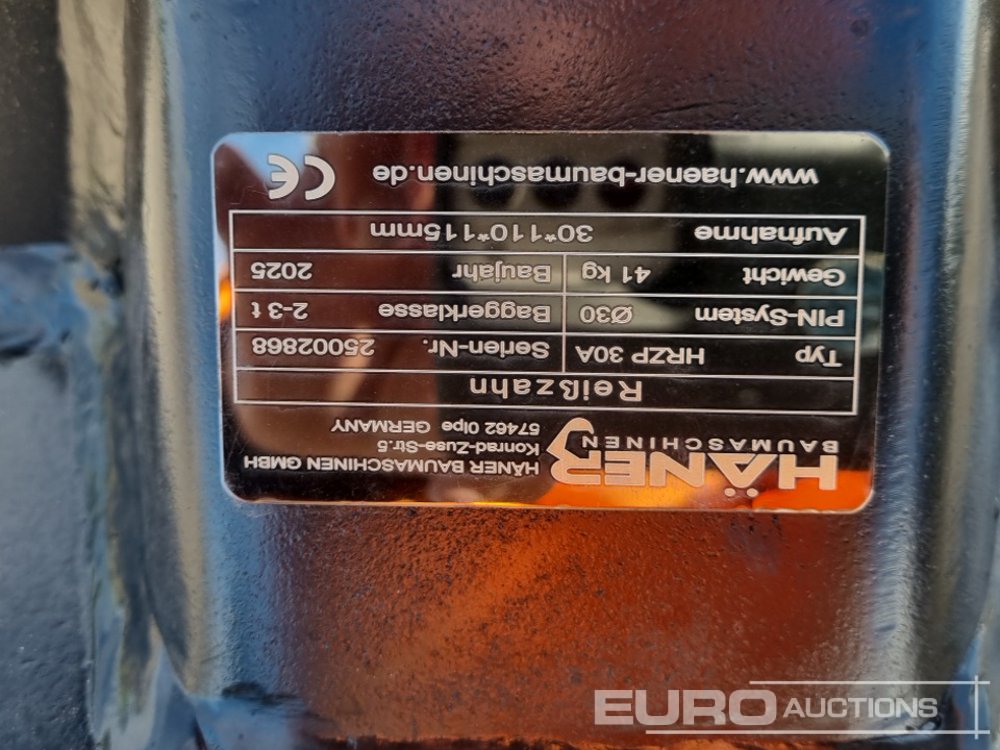 HÄNER
BAUMASCHINEN
HÄNER BAUMASCHINEN GMBH
Konrad-Zuse-Str.5
57462 Olpe GERMANY
Reißzahn
Typ HRZP 30A Serien-Nr. 25002868
PIN-System Ø30 Baggerklasse 2-3 t
Gewicht 41 kg Baujahr 2025
Aufnahme 30*110*115mm
www.haener-baumaschinen.de CE
EURO AUCTIONS